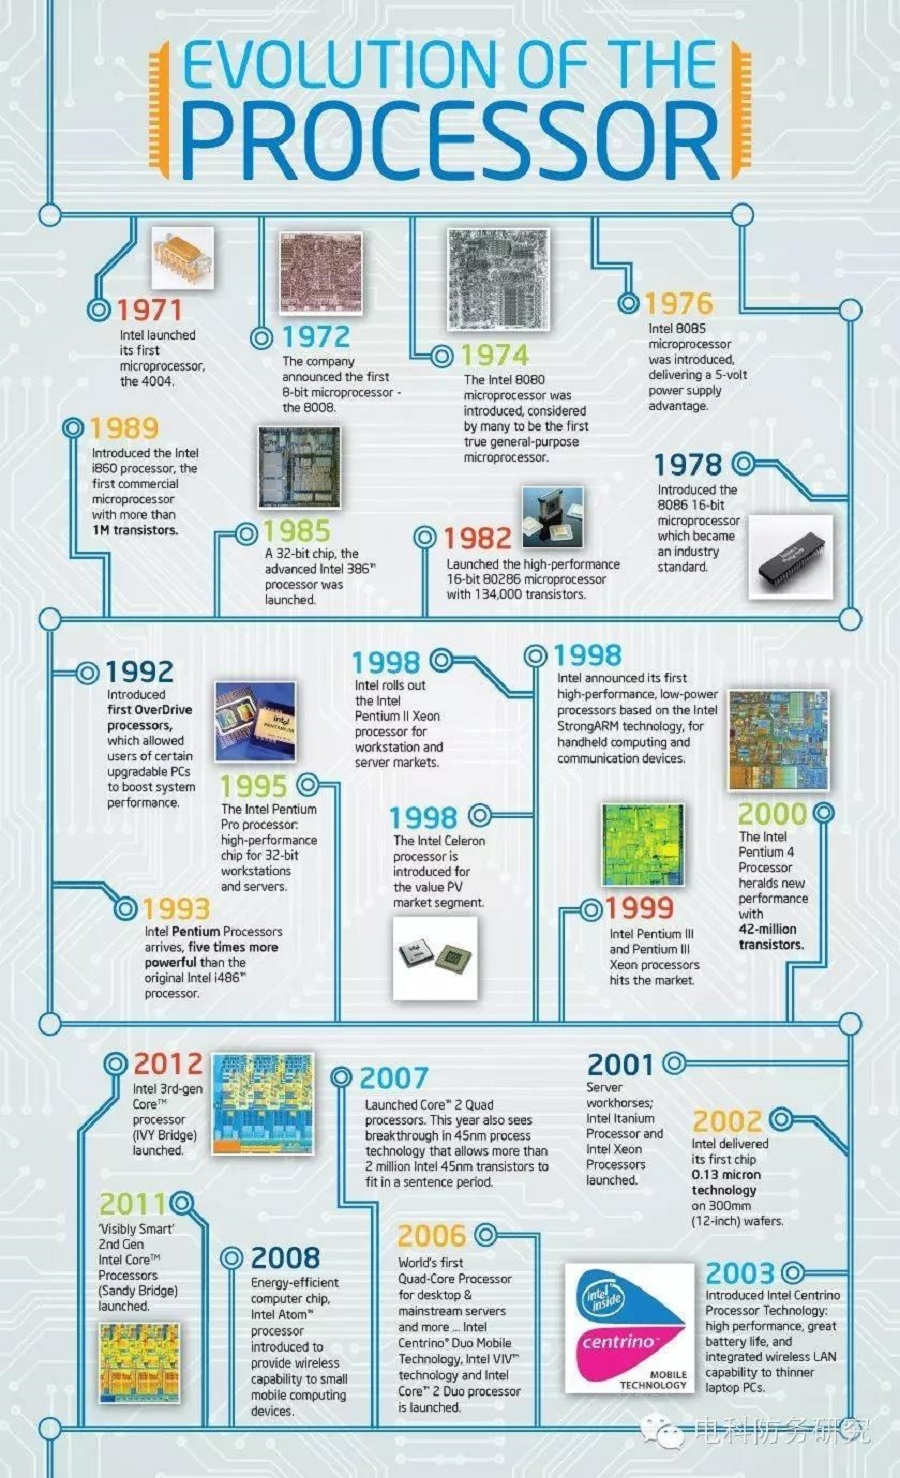 EVOLUTION OF THE
PROCESSOR
1971
Intel launched
its first
microprocessor,
the 4004.
1972
The company
announced the first
8-bit microprocessor -
the 8008.
1974
The Intel 8080
microprocessor was
introduced, considered
by many to be the first
true general-purpose
microprocessor.
1976
Intel 8085
microprocessor
was introduced,
delivering a 5-volt
power supply
advantage.
1978
Introduced the
8086 16-bit
microprocessor
which became
an industry
standard.
1982
Launched the high-performance
16-bit 80286 microprocessor
with 134,000 transistors.
1985
A 32-bit chip, the
advanced Intel 386™
processor was
launched.
1989
Introduced the Intel
i860 processor, the
first commercial
microprocessor
with more than
1M transistors.
1992
Introduced
first OverDrive
processors,
which allowed
users of certain
upgradable PCs
to boost system
performance.
1993
Intel Pentium Processors
arrives, five times more
powerful than the
original Intel i486™
processor.
1995
The Intel Pentium
Pro processor:
high-performance
chip for 32-bit
workstations
and servers.
1998
Intel rolls out
the Intel
Pentium II Xeon
processor for
workstation and
server markets.
1998
The Intel Celeron
processor is
introduced for
the value PV
market segment.
1998
Intel announced its first
high-performance, low-power
processors based on the Intel
StrongARM technology, for
handheld computing and
communication devices.
1999
Intel Pentium III
and Pentium III
Xeon processors
hits the market.
2000
The Intel
Pentium 4
Processor
heralds new
performance
with
42-million
transistors.
2001
Server
workhorses;
Intel Itanium
Processor and
Intel Xeon
Processors
launched.
2002
Intel delivered
its first chip
0.13 micron
technology
on 300mm
(12-inch) wafers.
2003
Introduced Intel Centrino
Processor Technology:
high performance, great
battery life, and
integrated wireless LAN
capability to thinner
laptop PCs.
intel
inside
centrino™
MOBILE
TECHNOLOGY
2006
World's first
Quad-Core Processor
for desktop &
mainstream servers
and more ... Intel
Centrino® Duo Mobile
Technology, Intel VIV™
technology and Intel
Core™ 2 Duo processor
is launched.
2007
Launched Core™ 2 Quad
processors. This year also sees
breakthrough in 45nm process
technology that allows more than
2 million Intel 45nm transistors to
fit in a sentence period.
2008
Energy-efficient
computer chip,
Intel Atom™
processor
introduced to
provide wireless
capability to small
mobile computing
devices.
2011
'Visibly Smart'
2nd Gen
Intel Core™
Processors
(Sandy Bridge)
launched.
2012
Intel 3rd-gen
Core™
processor
(IVY Bridge)
launched.
电科防务研究